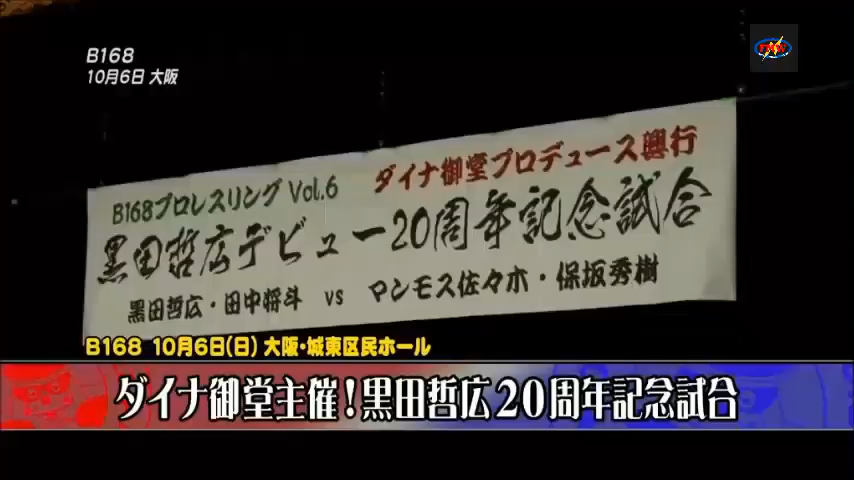 B168
10月6日 大阪
B168プロレスリング Vol.6 ダイナ御堂プロデュース興行
黒田哲広デビュー20周年記念試合
黒田哲広・田中将斗 vs マンモス佐々木・保坂秀樹
B168 10月6日(日) 大阪・城東区民ホール
ダイナ御堂主催!黒田哲広20周年記念試合